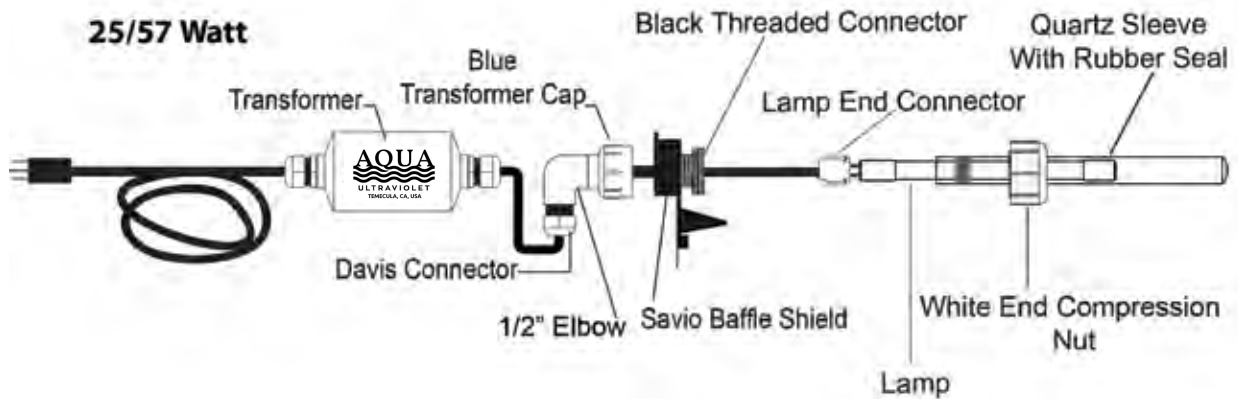 25/57 Watt
Transformer
Blue
Transformer Cap
Black Threaded Connector
Lamp End Connector
Quartz Sleeve
With Rubber Seal
AQUA
ULTRAVIOLET
TEMECULA, CA, USA
Davis Connector
1/2" Elbow
Savio Baffle Shield
White End Compression
Nut
Lamp